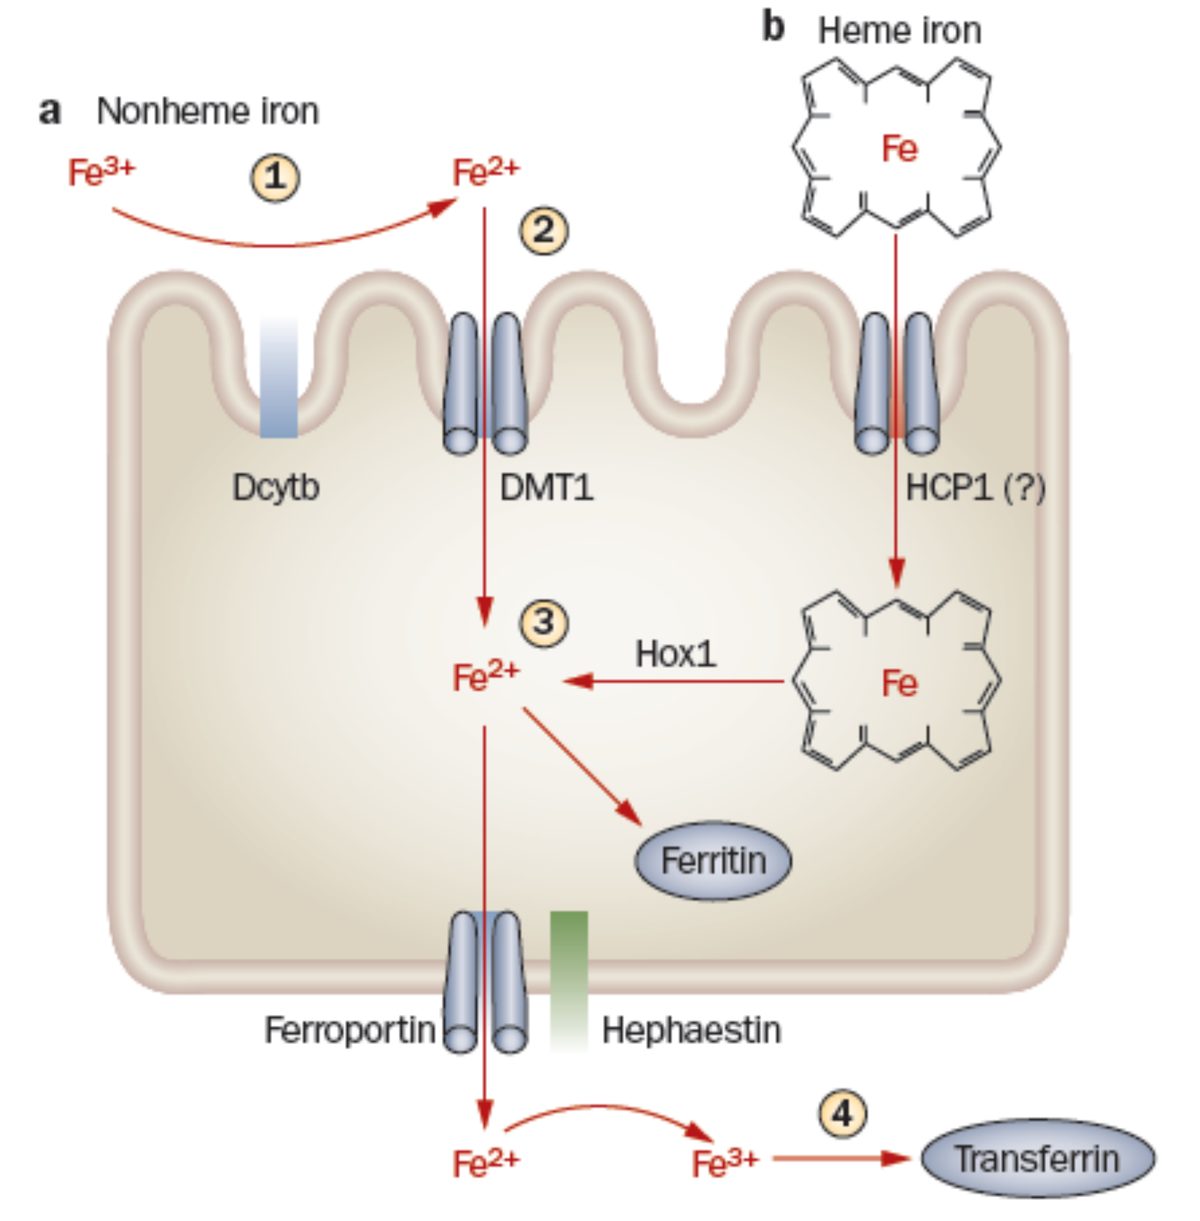 b Heme iron
a Nonheme iron
Fe³⁺ 1 Fe²⁺
2
Fe
Dcytb
DMT1
HCP1 (?)
3
Fe²⁺
Hox1
Fe
Ferritin
Ferroportin
Hephaestin
4
Fe²⁺
Fe³⁺
Transferrin